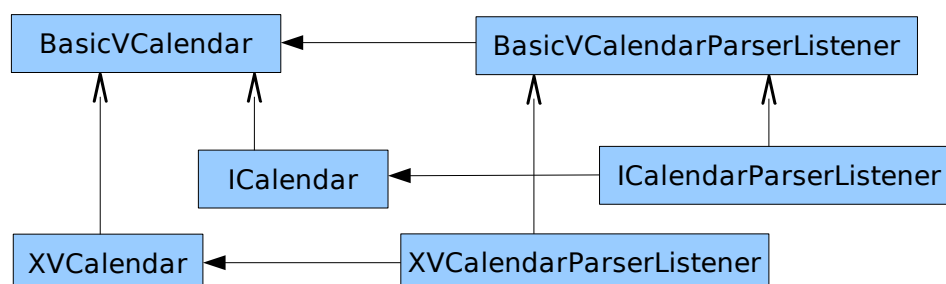 BasicVCalendar
BasicVCalendarParserListener
ICalendar
ICalendarParserListener
XVCalendar
XVCalendarParserListener